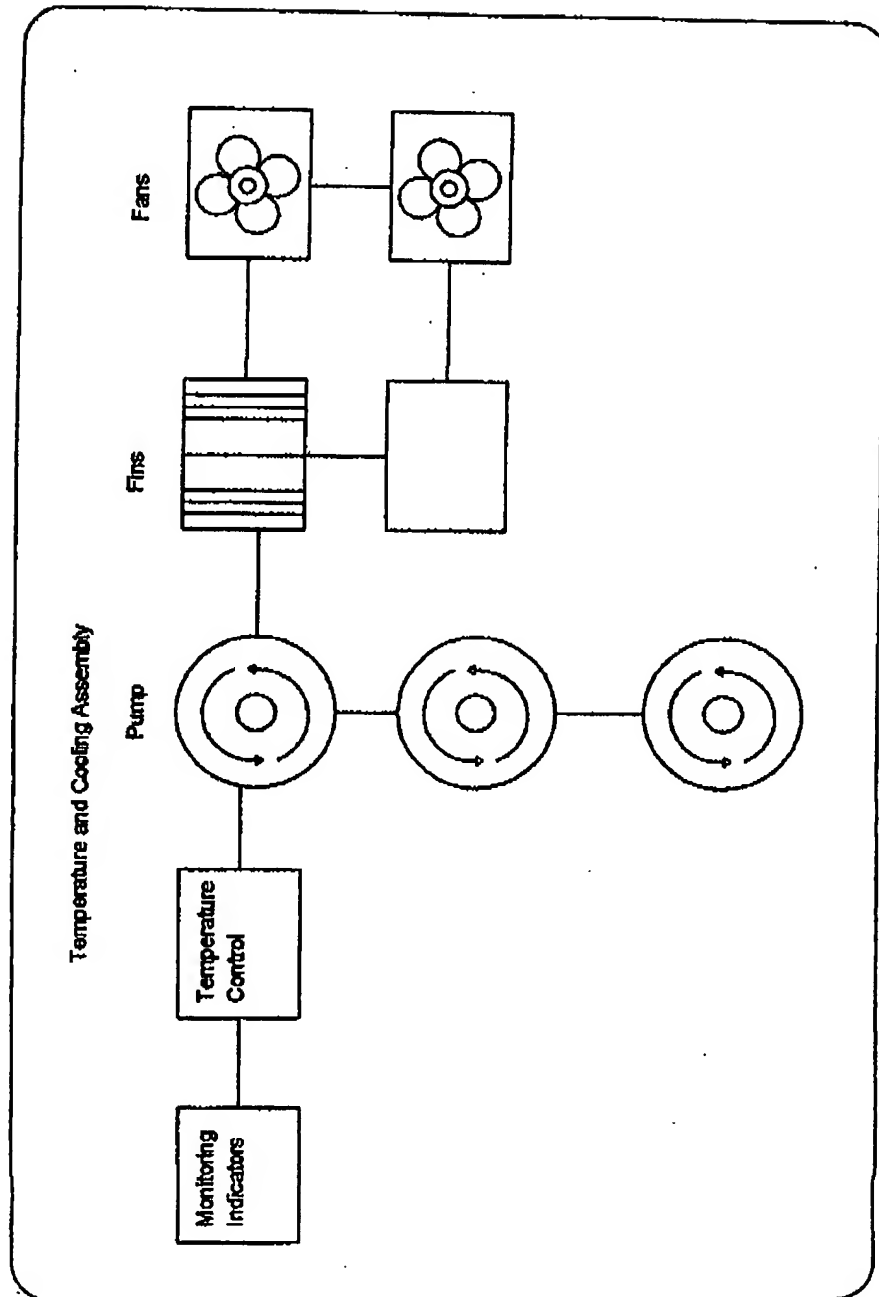 Temperature and Cooling Assembly
Monitoring
Indicators
Temperature
Control
Pump
Fins
Fans